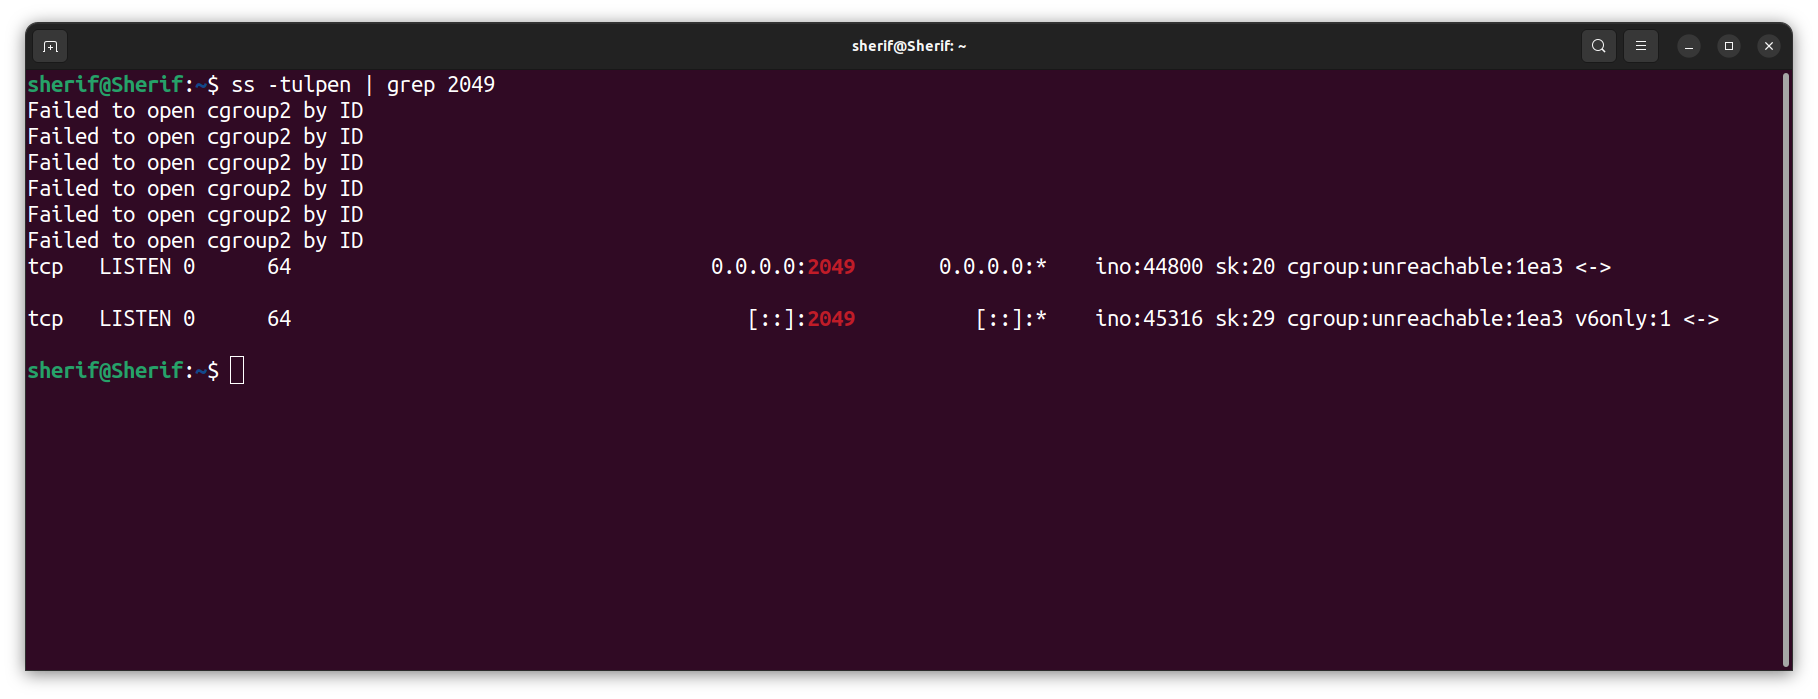 sherif@Sherif: ~
sherif@Sherif:~$ ss -tulpen | grep 2049
Failed to open cgroup2 by ID
Failed to open cgroup2 by ID
Failed to open cgroup2 by ID
Failed to open cgroup2 by ID
Failed to open cgroup2 by ID
Failed to open cgroup2 by ID
tcp   LISTEN 0      64                                   0.0.0.0:2049       0.0.0.0:*    ino:44800 sk:20 cgroup:unreachable:1ea3 <->
tcp   LISTEN 0      64                                      [::]:2049          [::]:*    ino:45316 sk:29 cgroup:unreachable:1ea3 v6only:1 <->
sherif@Sherif:~$